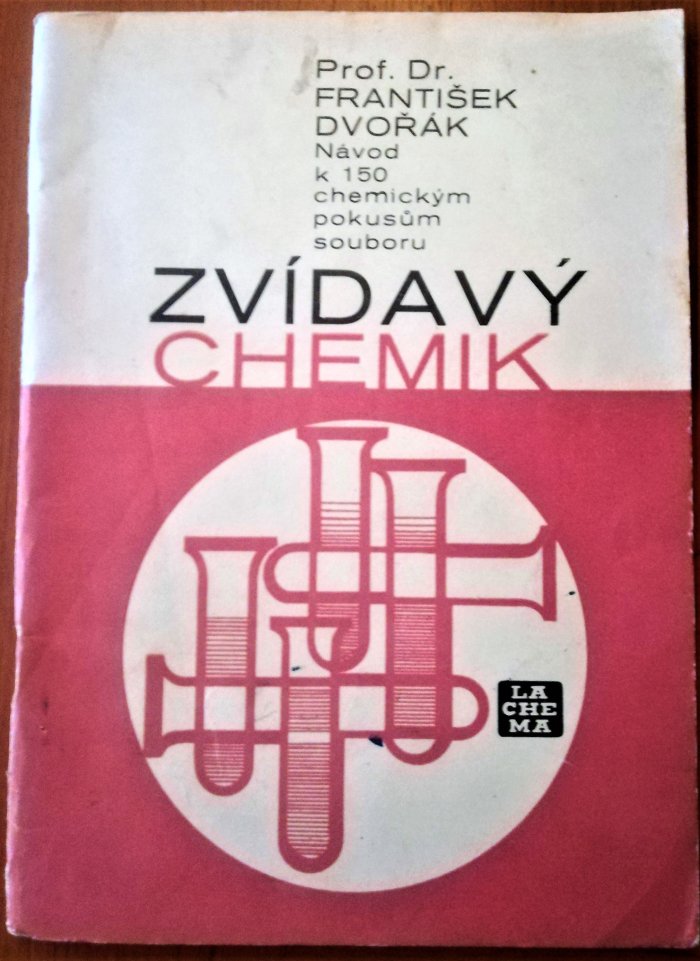 Prof. Dr.
FRANTIŠEK
DVOŘÁK
Návod
k 150
chemickým
pokusům
souboru
ZVÍDAVÝ
CHEMIK
LA
CHE
MA